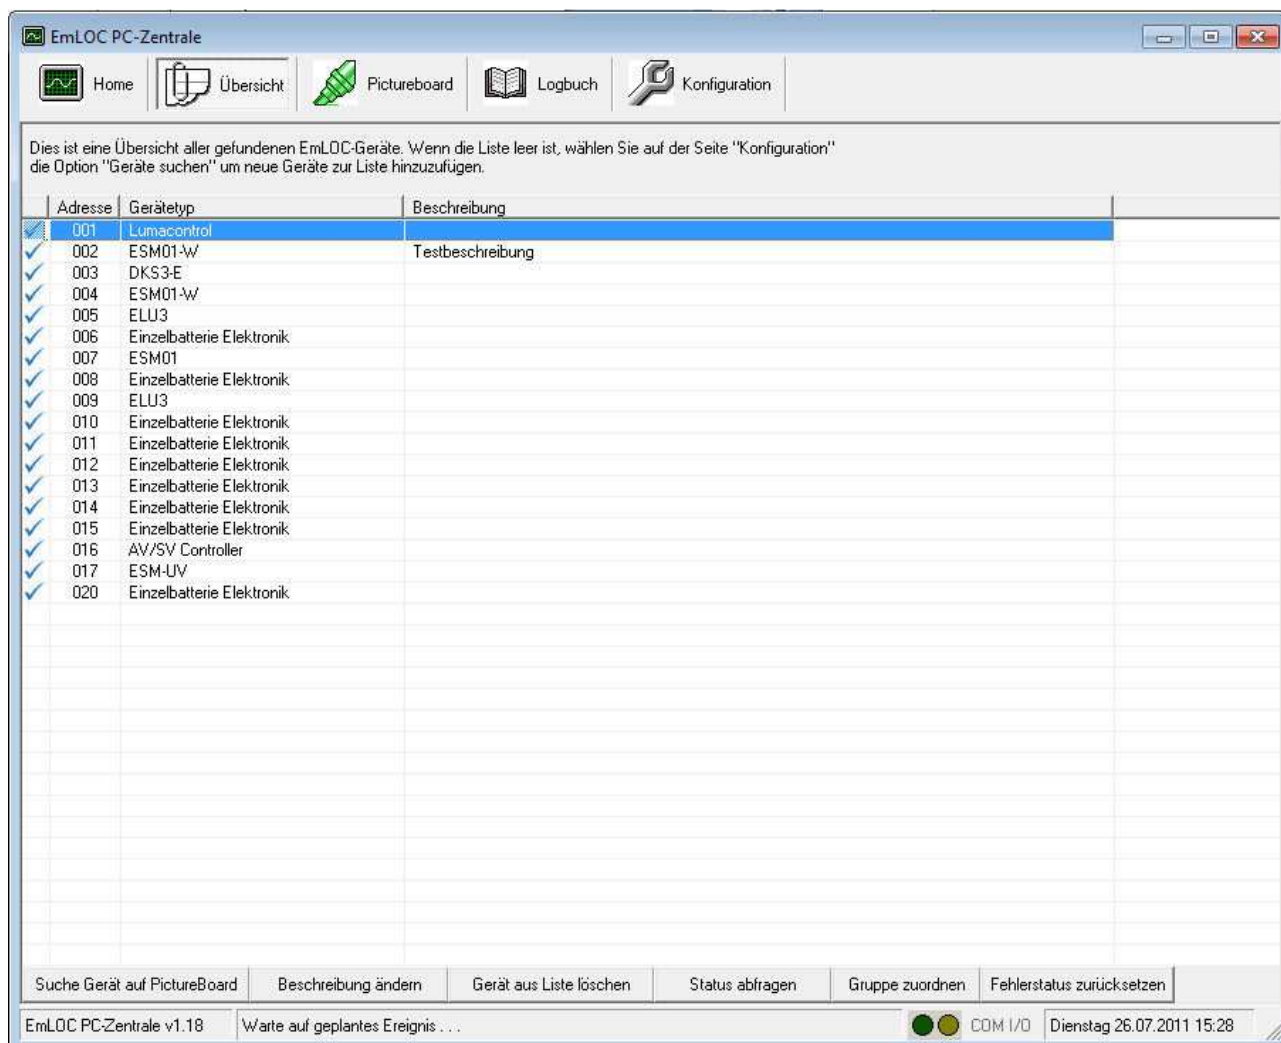 EmLOC PC-Zentrale
Home Übersicht Pictureboard Logbuch Konfiguration
Dies ist eine Übersicht aller gefundenen EmLOC-Geräte. Wenn die Liste leer ist, wählen Sie auf der Seite "Konfiguration"
die Option "Geräte suchen" um neue Geräte zur Liste hinzuzufügen.
Adresse Gerätetyp Beschreibung
001 Lumacontrol
002 ESM01-W Testbeschreibung
003 DKS3-E
004 ESM01-W
005 ELU3
006 Einzelbatterie Elektronik
007 ESM01
008 Einzelbatterie Elektronik
009 ELU3
010 Einzelbatterie Elektronik
011 Einzelbatterie Elektronik
012 Einzelbatterie Elektronik
013 Einzelbatterie Elektronik
014 Einzelbatterie Elektronik
015 Einzelbatterie Elektronik
016 AV/SV Controller
017 ESM-UV
020 Einzelbatterie Elektronik
Suche Gerät auf PictureBoard Beschreibung ändern Gerät aus Liste löschen Status abfragen Gruppe zuordnen Fehlerstatus zurücksetzen
EmLOC PC-Zentrale v1.18 Warte auf geplantes Ereignis . . . COM I/O Dienstag 26.07.2011 15:28